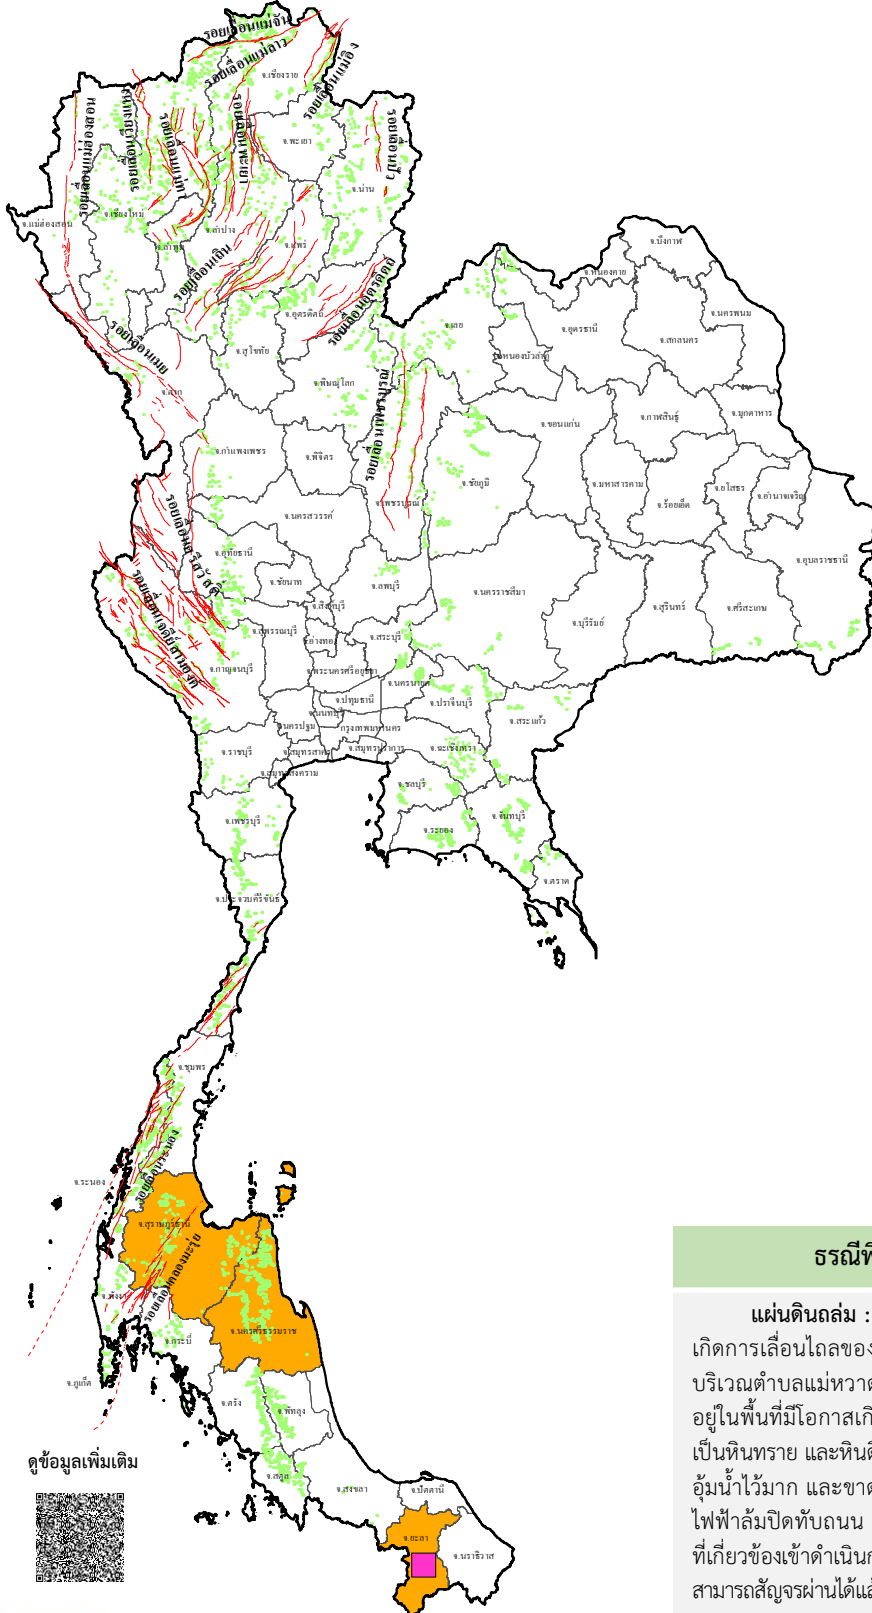 รอยเลื่อนแม่จัน
รอยเลื่อนแม่ลาว
รอยเลื่อนแม่อิง
จ.เชียงราย
รอยเลื่อนแม่ฮ่องสอน
รอยเลื่อนแม่ทา
รอยเลื่อนพะเยา
รอยเลื่อนปัว
จ.พะเยา
จ.น่าน
จ.เชียงใหม่
จ.แม่ฮ่องสอน
จ.ลำปาง
จ.ลำพูน
จ.แพร่
รอยเลื่อนเถิน
รอยเลื่อนอุตรดิตถ์
จ.อุตรดิตถ์
จ.บึงกาฬ
จ.หนองคาย
จ.นครพนม
รอยเลื่อนเมย
จ.สุโขทัย
จ.เลย
จ.อุดรธานี
จ.สกลนคร
จ.หนองบัวลำภู
จ.ตาก
จ.พิษณุโลก
รอยเลื่อนเพชรบูรณ์
จ.ขอนแก่น
จ.กาฬสินธุ์
จ.มุกดาหาร
จ.กำแพงเพชร
จ.พิจิตร
จ.ชัยภูมิ
จ.มหาสารคาม
จ.ร้อยเอ็ด
จ.ยโสธร
จ.อำนาจเจริญ
จ.เพชรบูรณ์
จ.นครสวรรค์
รอยเลื่อนศรีสวัสดิ์
จ.อุทัยธานี
จ.อุบลราชธานี
จ.ชัยนาท
จ.ลพบุรี
จ.นครราชสีมา
จ.บุรีรัมย์
จ.สุรินทร์
จ.ศรีสะเกษ
รอยเลื่อนเจดีย์สามองค์
จ.สิงห์บุรี
จ.สุพรรณบุรี
จ.อ่างทอง
จ.สระบุรี
จ.กาญจนบุรี
จ.พระนครศรีอยุธยา
จ.นครนายก
จ.ปทุมธานี
จ.ปราจีนบุรี
จ.นนทบุรี
จ.นครปฐม
กรุงเทพมหานคร
จ.สระแก้ว
จ.ราชบุรี
จ.สมุทรสาคร
จ.สมุทรปราการ
จ.ฉะเชิงเทรา
จ.สมุทรสงคราม
จ.ชลบุรี
จ.เพชรบุรี
จ.ระยอง
จ.จันทบุรี
จ.ตราด
จ.ประจวบคีรีขันธ์
จ.ชุมพร
รอยเลื่อนระนอง
จ.ระนอง
จ.สุราษฎร์ธานี
รอยเลื่อนคลองมะรุ่ย
จ.พังงา
จ.กระบี่
จ.นครศรีธรรมราช
จ.ภูเก็ต
จ.ตรัง
จ.พัทลุง
จ.สตูล
จ.สงขลา
จ.ปัตตานี
จ.ยะลา
จ.นราธิวาส
ดูข้อมูลเพิ่มเติม
ธรณีพิ
แผ่นดินถล่ม :
เกิดการเลื่อนไถลของ
บริเวณตำบลแม่หวาด
อยู่ในพื้นที่มีโอกาสเกิ
เป็นหินทราย และหินดิ
อุ้มน้ำไว้มาก และขาด
ไฟฟ้าล้มปิดทับถนน
ที่เกี่ยวข้องเข้าดำเนินก
สามารถสัญจรผ่านได้แล้